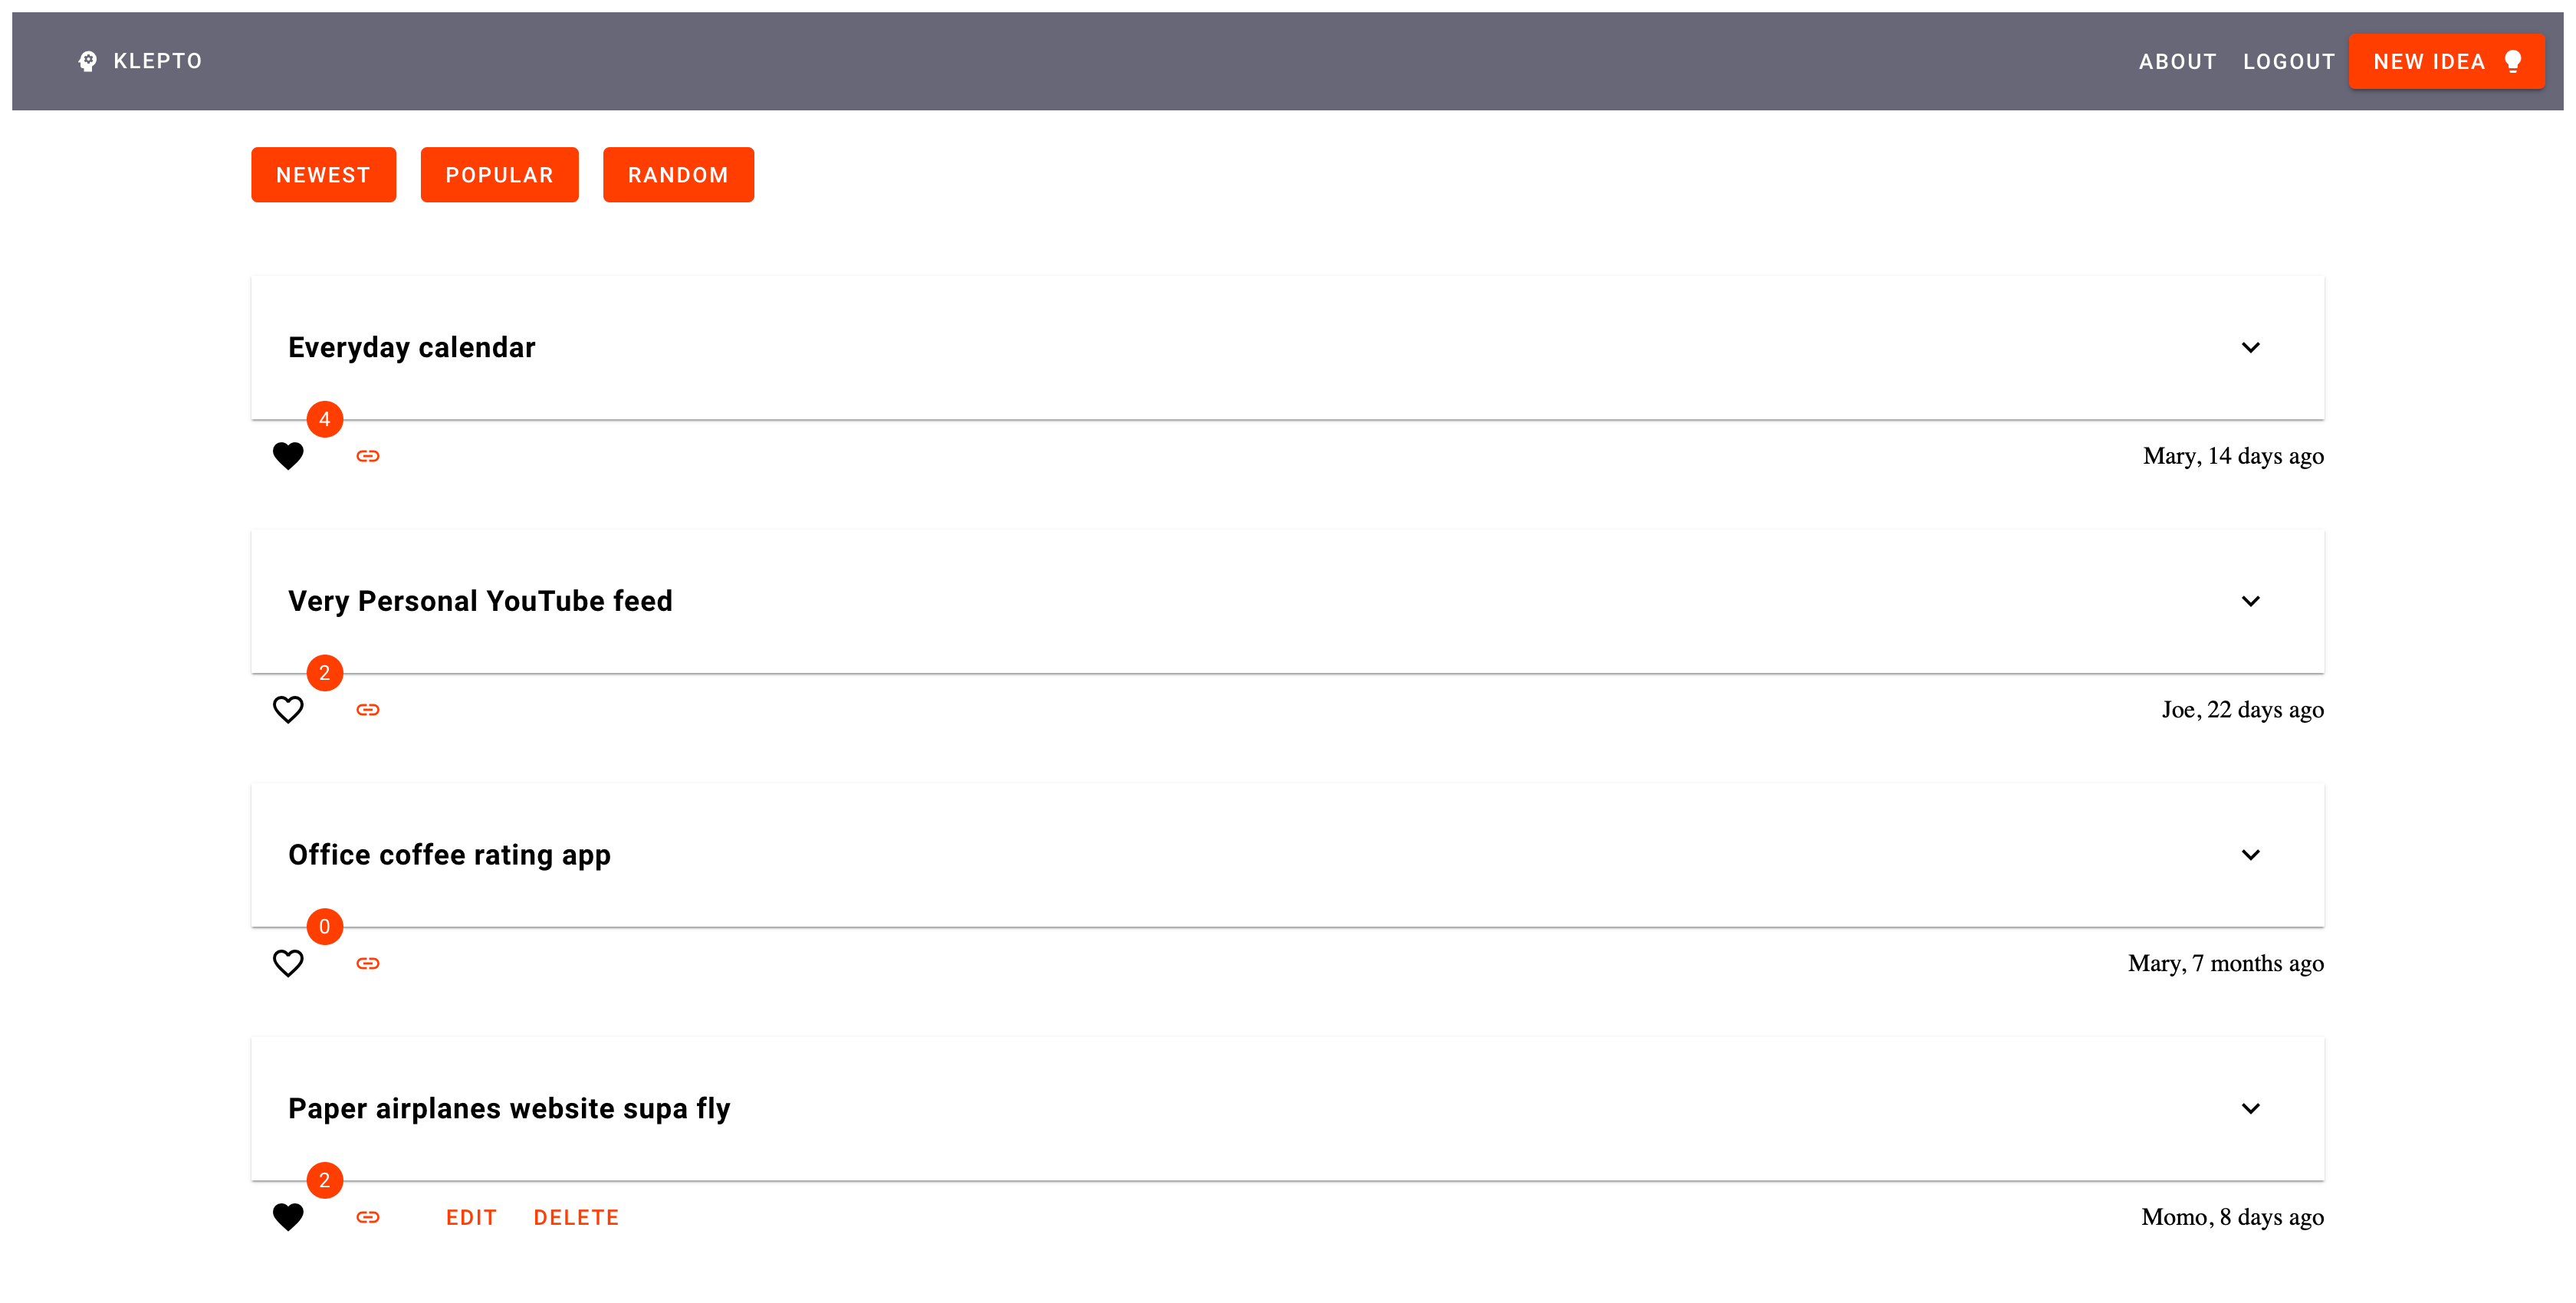 KLEPTO
ABOUT LOGOUT NEW IDEA
NEWEST POPULAR RANDOM
Everyday calendar
4
Mary, 14 days ago
Very Personal YouTube feed
2
Joe, 22 days ago
Office coffee rating app
0
Mary, 7 months ago
Paper airplanes website supa fly
2
EDIT DELETE
Momo, 8 days ago